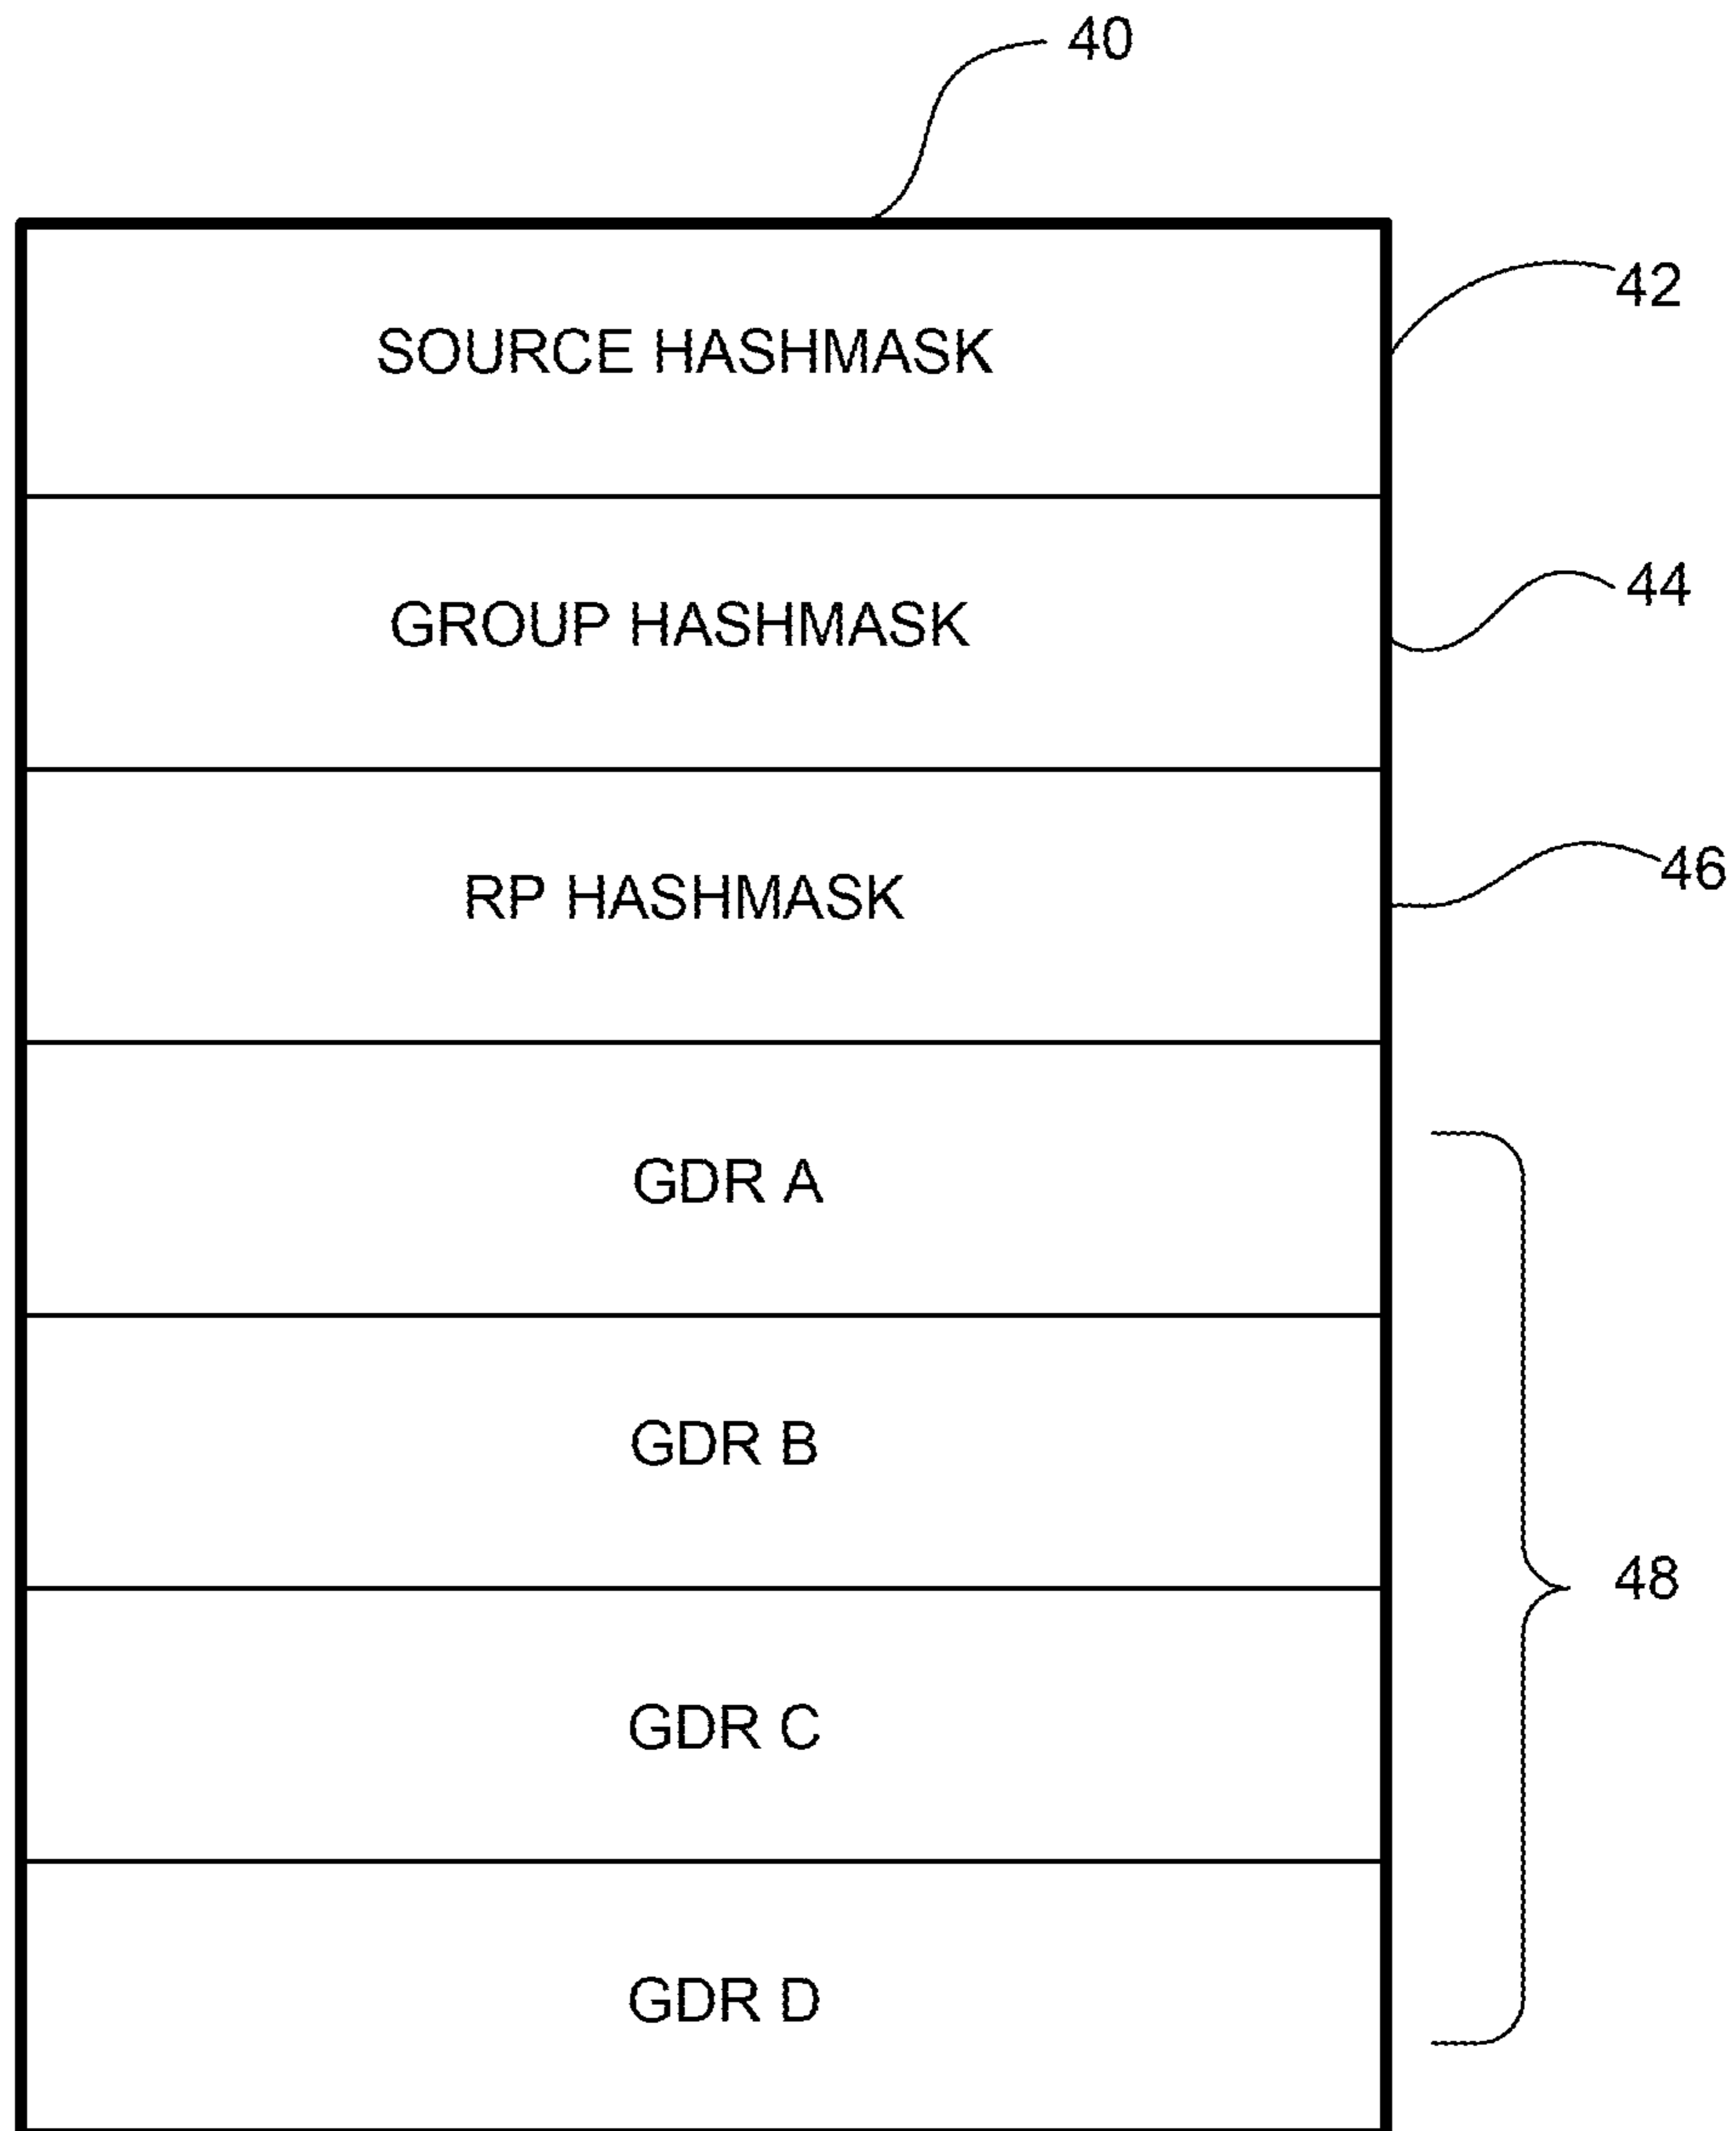 40
SOURCE HASHMASK
42
GROUP HASHMASK
44
RP HASHMASK
46
GDR A
GDR B
GDR C
GDR D
48